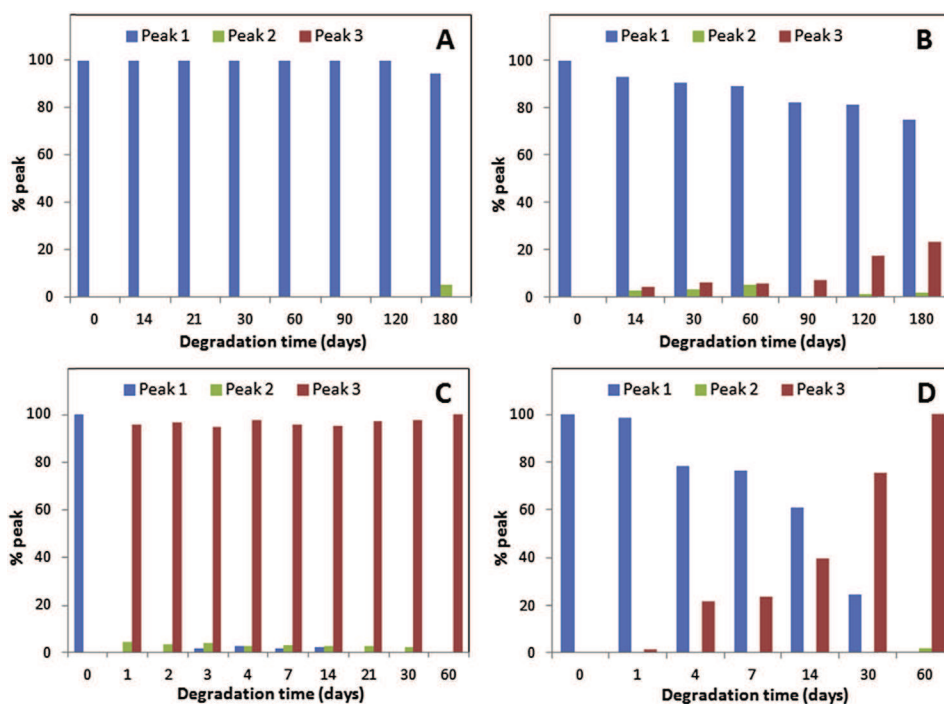 Peak 1 Peak 2 Peak 3 A
100
80
60
40
20
0
% peak
0 14 21 30 60 90 120 180
Degradation time (days)
Peak 1 Peak 2 Peak 3 B
100
80
60
40
20
0
% peak
0 14 30 60 90 120 180
Degradation time (days)
Peak 1 Peak 2 Peak 3 C
100
80
60
40
20
0
% peak
0 1 2 3 4 7 14 21 30 60
Degradation time (days)
Peak 1 Peak 2 Peak 3 D
100
80
60
40
20
0
% peak
0 1 4 7 14 30 60
Degradation time (days)